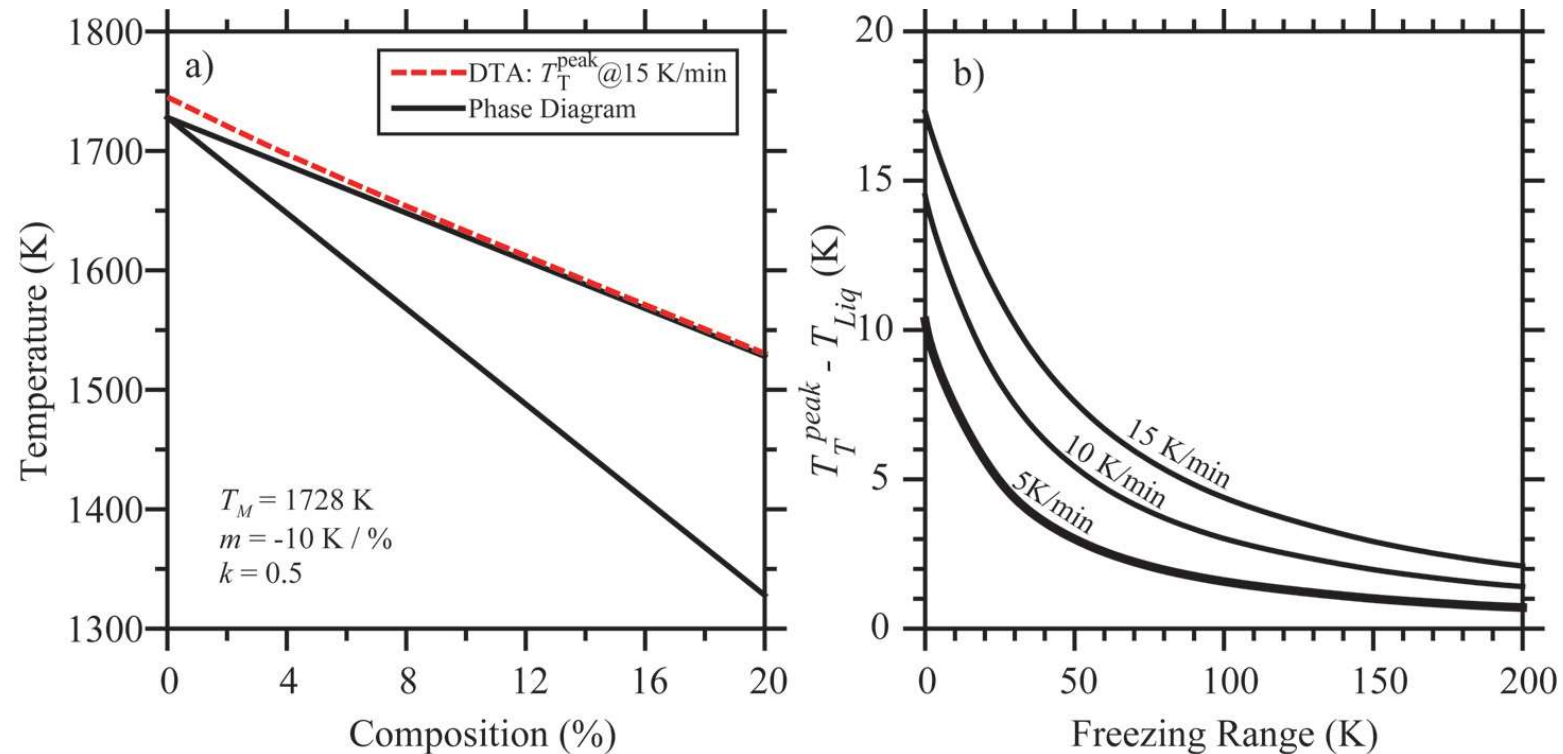 a)
DTA: T_T^peak@15 K/min
Phase Diagram
1800
1700
1600
1500
1400
1300
Temperature (K)
T_M = 1728 K
m = -10 K / %
k = 0.5
0 4 8 12 16 20
Composition (%)
b)
20
15
10
5
0
T_T^peak - T_Liq (K)
15 K/min
10 K/min
5K/min
0 50 100 150 200
Freezing Range (K)